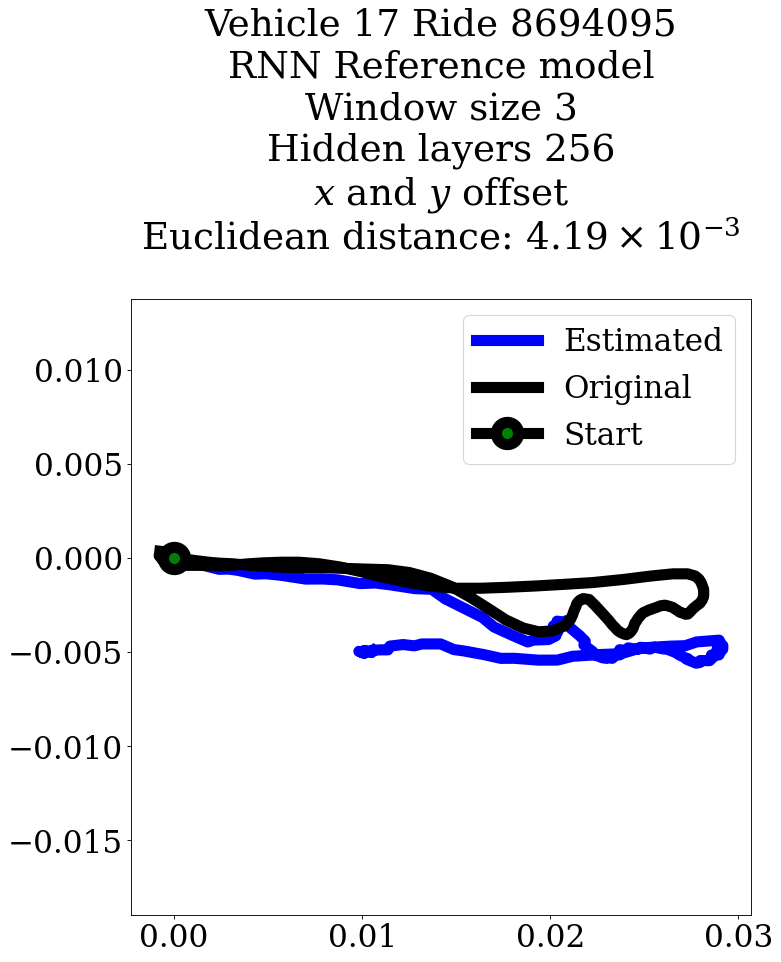 Vehicle 17 Ride 8694095
RNN Reference model
Window size 3
Hidden layers 256
x and y offset
Euclidean distance: 4.19 × 10⁻³
Estimated
Original
Start
0.010
0.005
0.000
−0.005
−0.010
−0.015
0.00 0.01 0.02 0.03